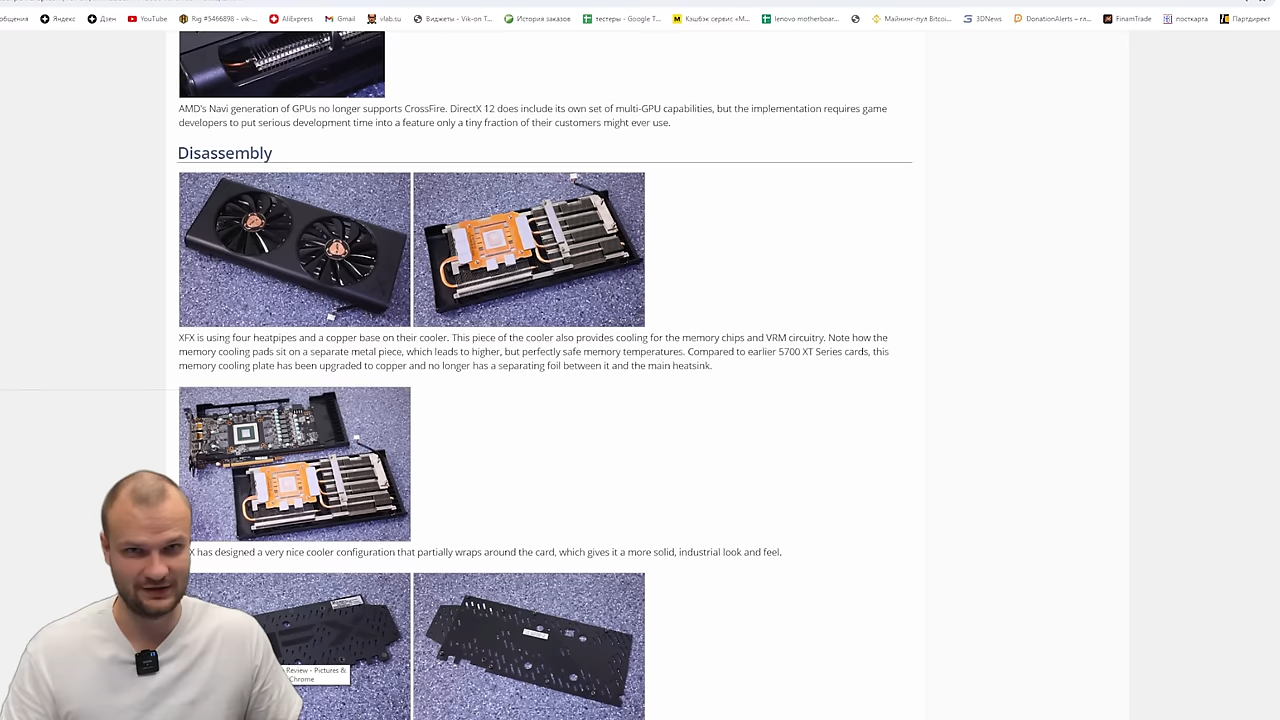 общения
Яндекс
Дзен
YouTube
Rig #5466898 - vik-...
AliExpress
Gmail
vlab.su
Виджеты - Vik-on T...
История заказов
тестеры - Google Т...
Кэшбэк сервис «М...
lenovo motherboar...
Майнинг-пул Bitcoi...
3DNews
DonationAlerts – гл...
FinamTrade
посткарта
Партдирект
AMD's Navi generation of GPUs no longer supports CrossFire. DirectX 12 does include its own set of multi-GPU capabilities, but the implementation requires game
developers to put serious development time into a feature only a tiny fraction of their customers might ever use.
Disassembly
XFX is using four heatpipes and a copper base on their cooler. This piece of the cooler also provides cooling for the memory chips and VRM circuitry. Note how the
memory cooling pads sit on a separate metal piece, which leads to higher, but perfectly safe memory temperatures. Compared to earlier 5700 XT Series cards, this
memory cooling plate has been upgraded to copper and no longer has a separating foil between it and the main heatsink.
X has designed a very nice cooler configuration that partially wraps around the card, which gives it a more solid, industrial look and feel.
Review - Pictures &
Chrome